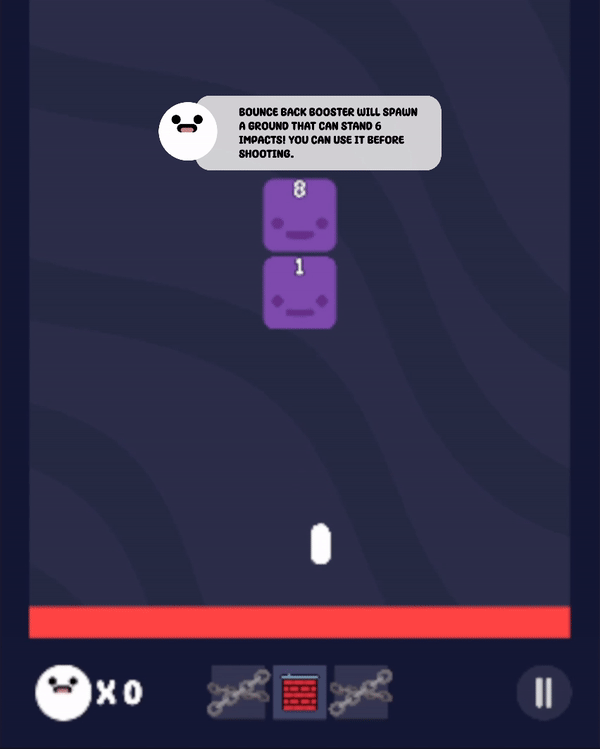 BOUNCE BACK BOOSTER WILL SPAWN
A GROUND THAT CAN STAND 6
IMPACTS! YOU CAN USE IT BEFORE
SHOOTING.
8
1
X 0